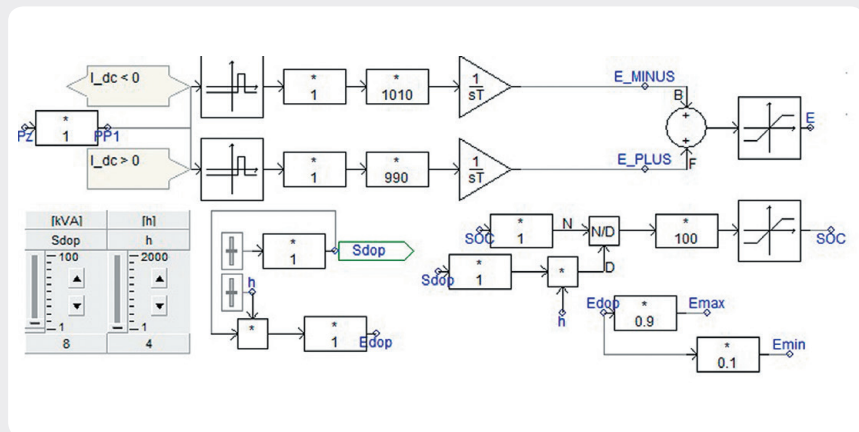 I_dc < 0
*
1
*
1010
1
sT
E_MINUS
B
+
+
F
E
Pz
*
1
PP1
I_dc > 0
*
1
*
990
1
sT
E_PLUS
[kVA]
[h]
Sdop
h
100
2000
1
1
8
4
*
1
Sdop
h
*
*
1
Edop
SOC
*
1
N
N/D
D
*
100
SOC
Sdop
*
1
*
h
Edop
*
0.9
Emax
*
0.1
Emin